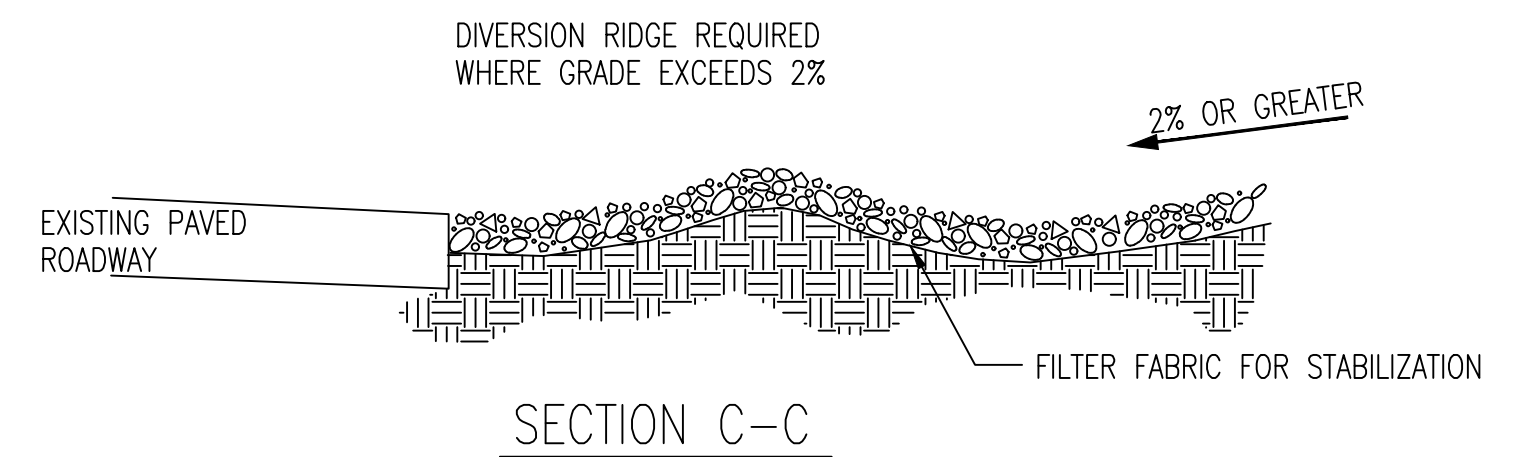 DIVERSION RIDGE REQUIRED
WHERE GRADE EXCEEDS 2%
2% OR GREATER
EXISTING PAVED
ROADWAY
FILTER FABRIC FOR STABILIZATION
SECTION C-C